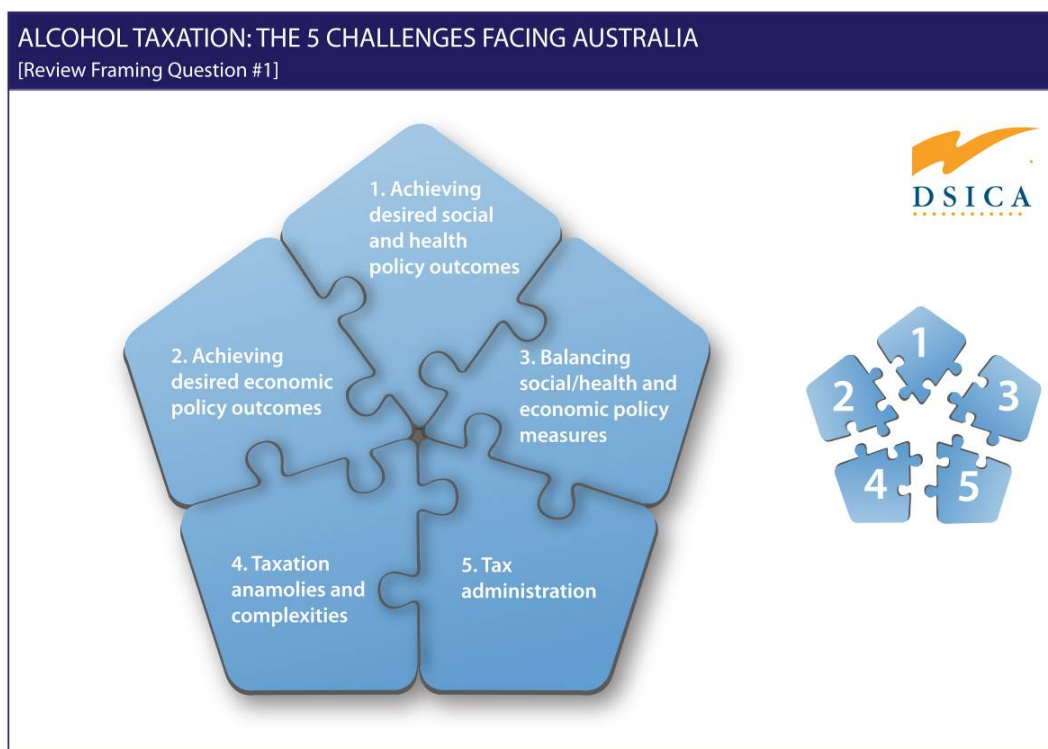 ALCOHOL TAXATION: THE 5 CHALLENGES FACING AUSTRALIA
[Review Framing Question #1]
DSICA
1. Achieving
desired social
and health
policy outcomes
2. Achieving
desired economic
policy outcomes
3. Balancing
social/health and
economic policy
measures
4. Taxation
anamolies and
complexities
5. Tax
administration
1
2
3
4
5